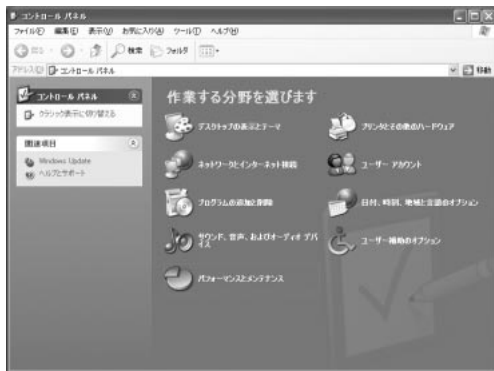 コントロール パネル
ファイル(F) 編集(E) 表示(V) お気に入り(A) ツール(T) ヘルプ(H)
戻る 検索 フォルダ
アドレス(D) コントロール パネル 移動
コントロール パネル
クラシック表示に切り替える
関連項目
Windows Update
ヘルプとサポート
作業する分野を選びます
デスクトップの表示とテーマ
プリンタとその他のハードウェア
ネットワークとインターネット接続
ユーザー アカウント
プログラムの追加と削除
日付、時刻、地域と言語のオプション
サウンド、音声、およびオーディオ デバ
イス
ユーザー補助のオプション
パフォーマンスとメンテナンス